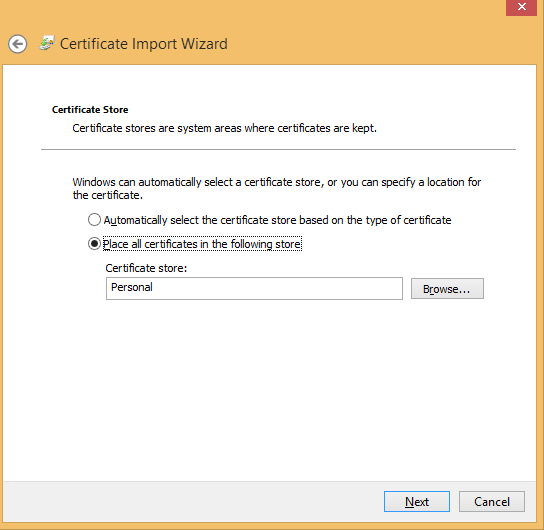 Certificate Import Wizard
Certificate Store
Certificate stores are system areas where certificates are kept.
Windows can automatically select a certificate store, or you can specify a location for
the certificate.
Automatically select the certificate store based on the type of certificate
Place all certificates in the following store
Certificate store:
Personal
Browse...
Next
Cancel